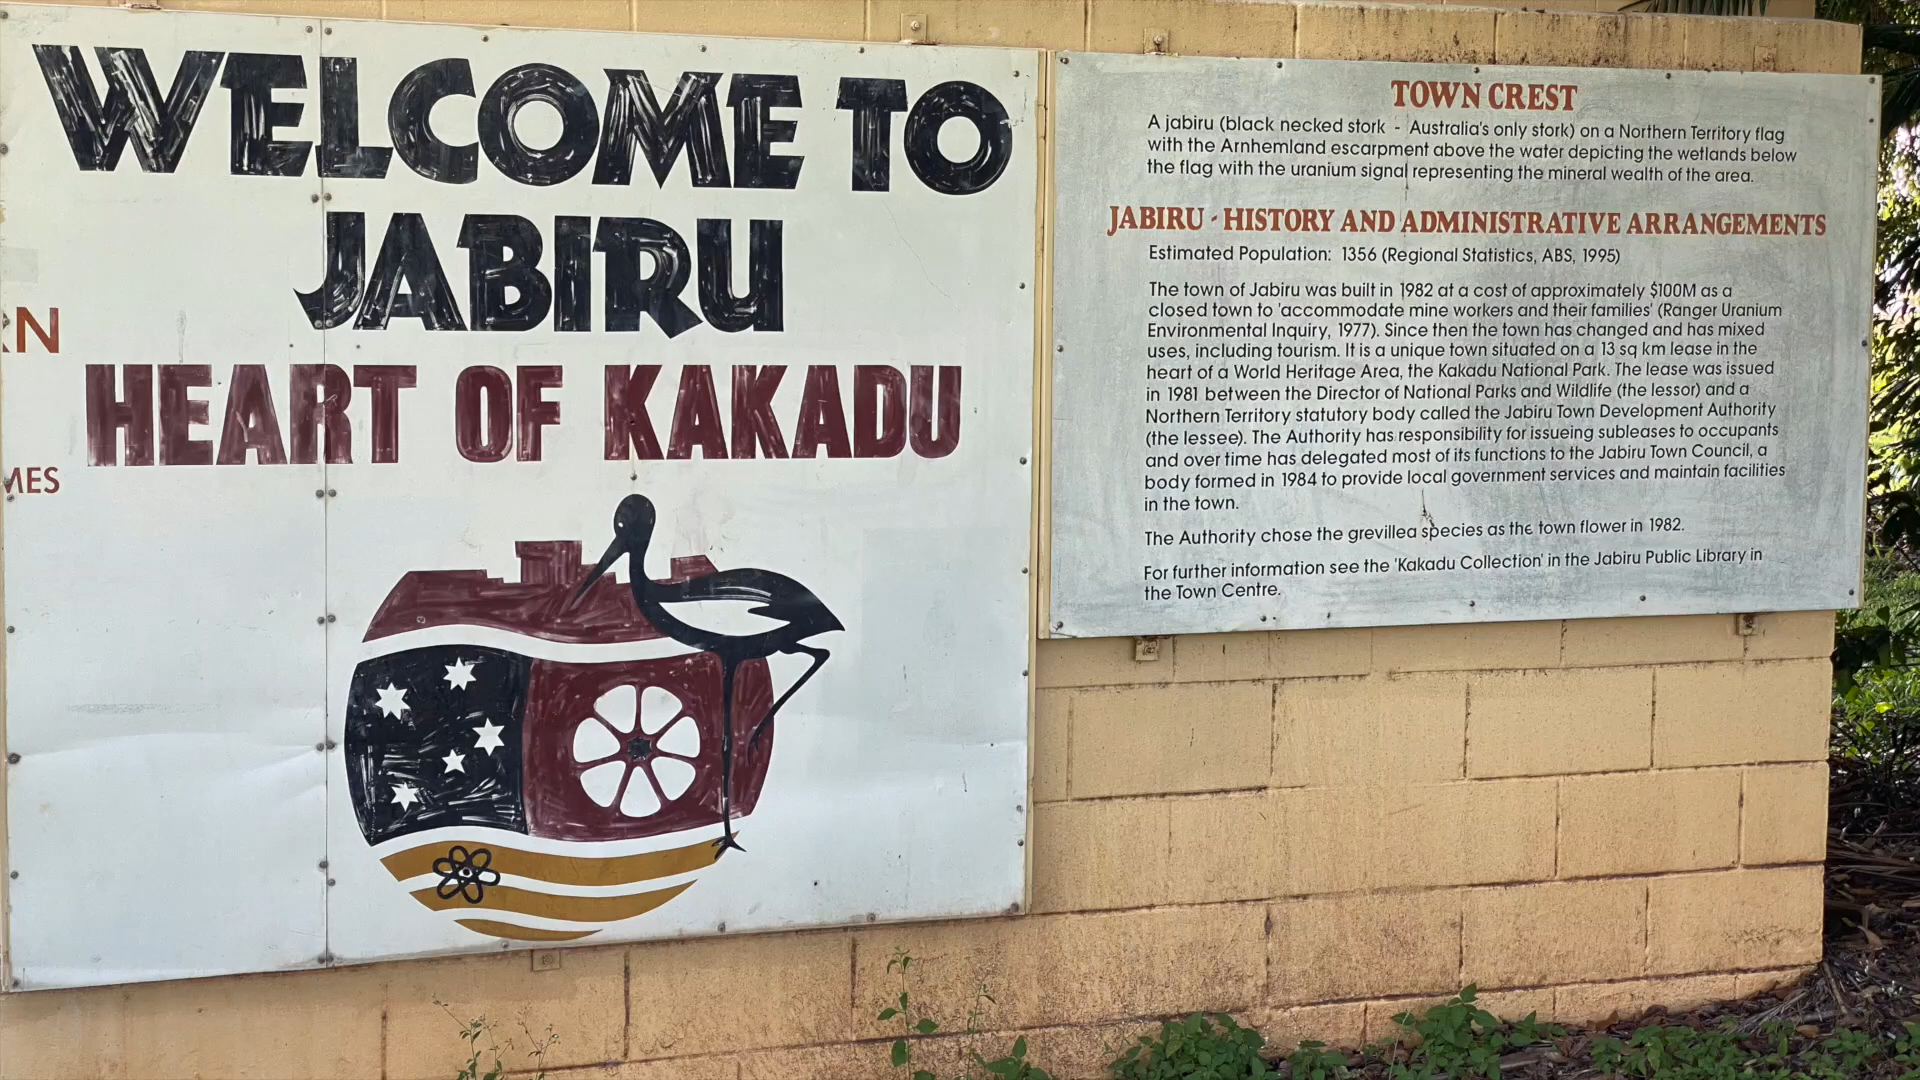 WELCOME TO
JABIRU
HEART OF KAKADU
RN
MES
TOWN CREST
A jabiru (black necked stork - Australia's only stork) on a Northern Territory flag
with the Arnhemland escarpment above the water depicting the wetlands below
the flag with the uranium signal representing the mineral wealth of the area.
JABIRU - HISTORY AND ADMINISTRATIVE ARRANGEMENTS
Estimated Population: 1356 (Regional Statistics, ABS, 1995)
The town of Jabiru was built in 1982 at a cost of approximately $100M as a
closed town to 'accommodate mine workers and their families' (Ranger Uranium
Environmental Inquiry, 1977). Since then the town has changed and has mixed
uses, including tourism. It is a unique town situated on a 13 sq km lease in the
heart of a World Heritage Area, the Kakadu National Park. The lease was issued
in 1981 between the Director of National Parks and Wildlife (the lessor) and a
Northern Territory statutory body called the Jabiru Town Development Authority
(the lessee). The Authority has responsibility for issueing subleases to occupants
and over time has delegated most of its functions to the Jabiru Town Council, a
body formed in 1984 to provide local government services and maintain facilities
in the town.
The Authority chose the grevillea species as the town flower in 1982.
For further information see the 'Kakadu Collection' in the Jabiru Public Library in
the Town Centre.